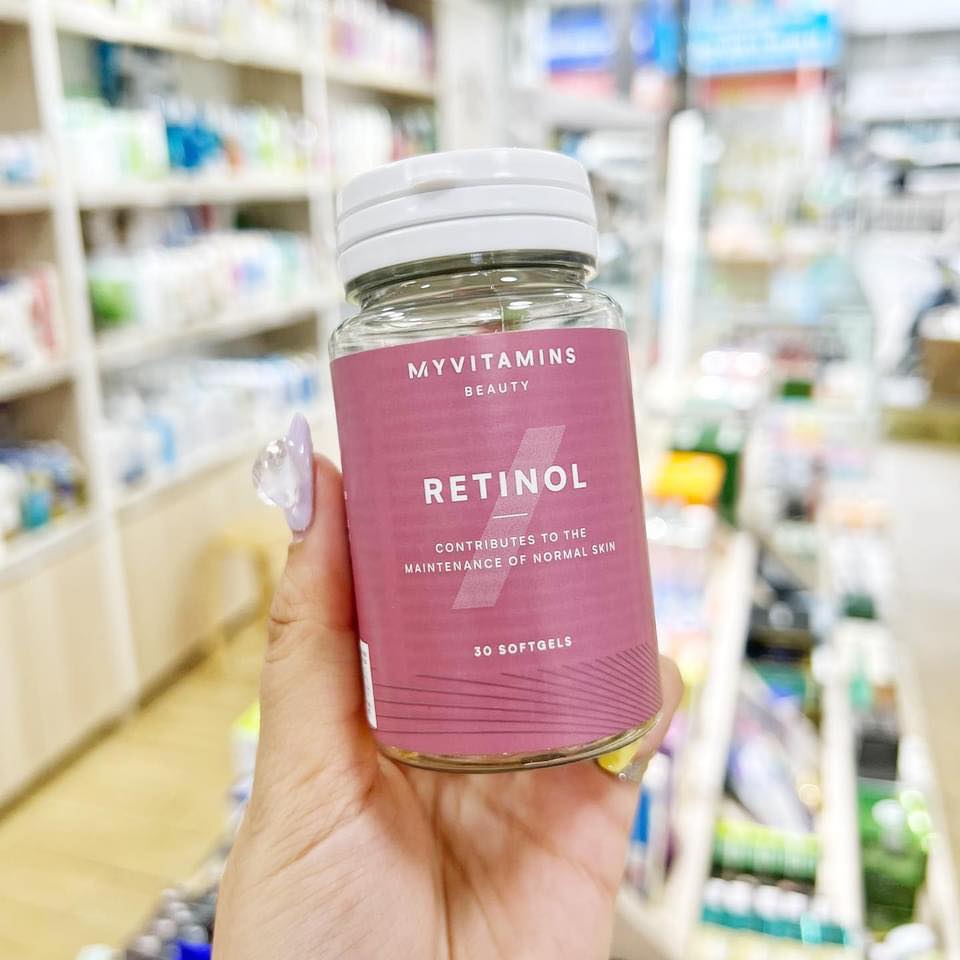 MYVITAMINS
BEAUTY
RETINOL
CONTRIBUTES TO THE
MAINTENANCE OF NORMAL SKIN
30 SOFTGELS